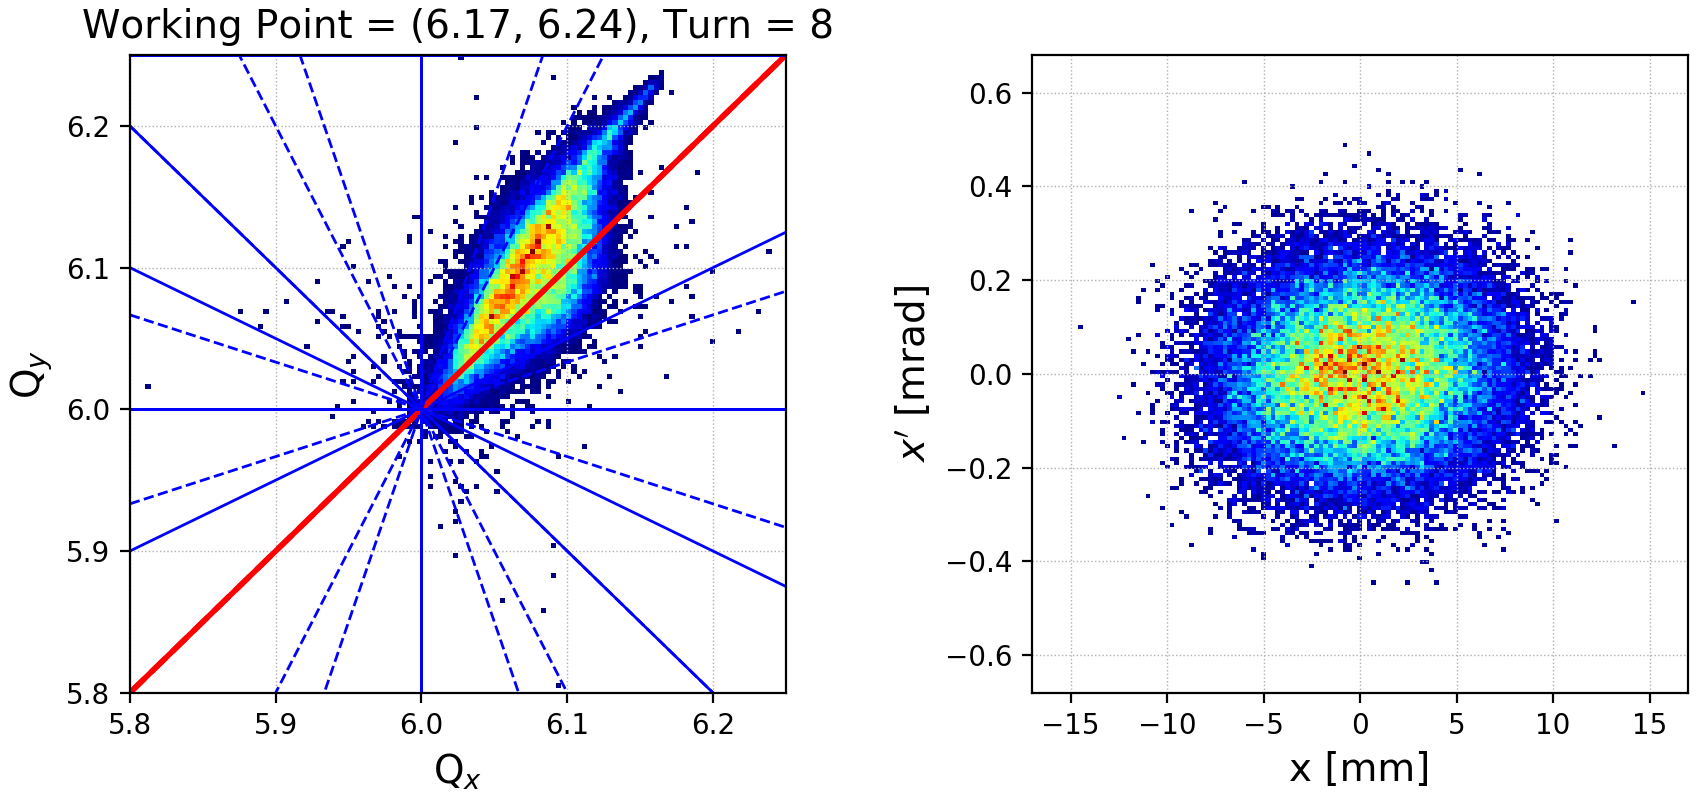 Working Point = (6.17, 6.24), Turn = 8
6.2
6.1
6.0
5.9
5.8
Q_y
5.8 5.9 6.0 6.1 6.2
Q_x
0.6
0.4
0.2
0.0
−0.2
−0.4
−0.6
x′ [mrad]
−15 −10 −5 0 5 10 15
x [mm]